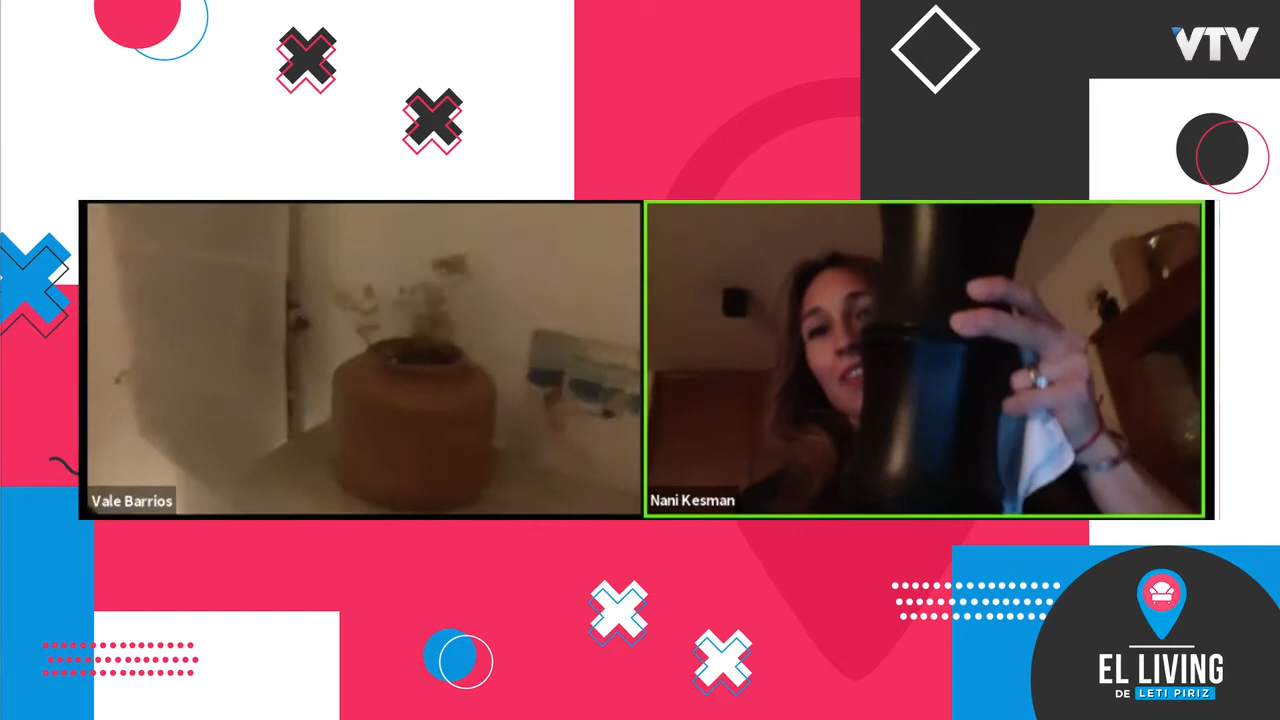 VTV
Vale Barrios
Nani Kesman
EL LIVING
DE LETI PIRIZ